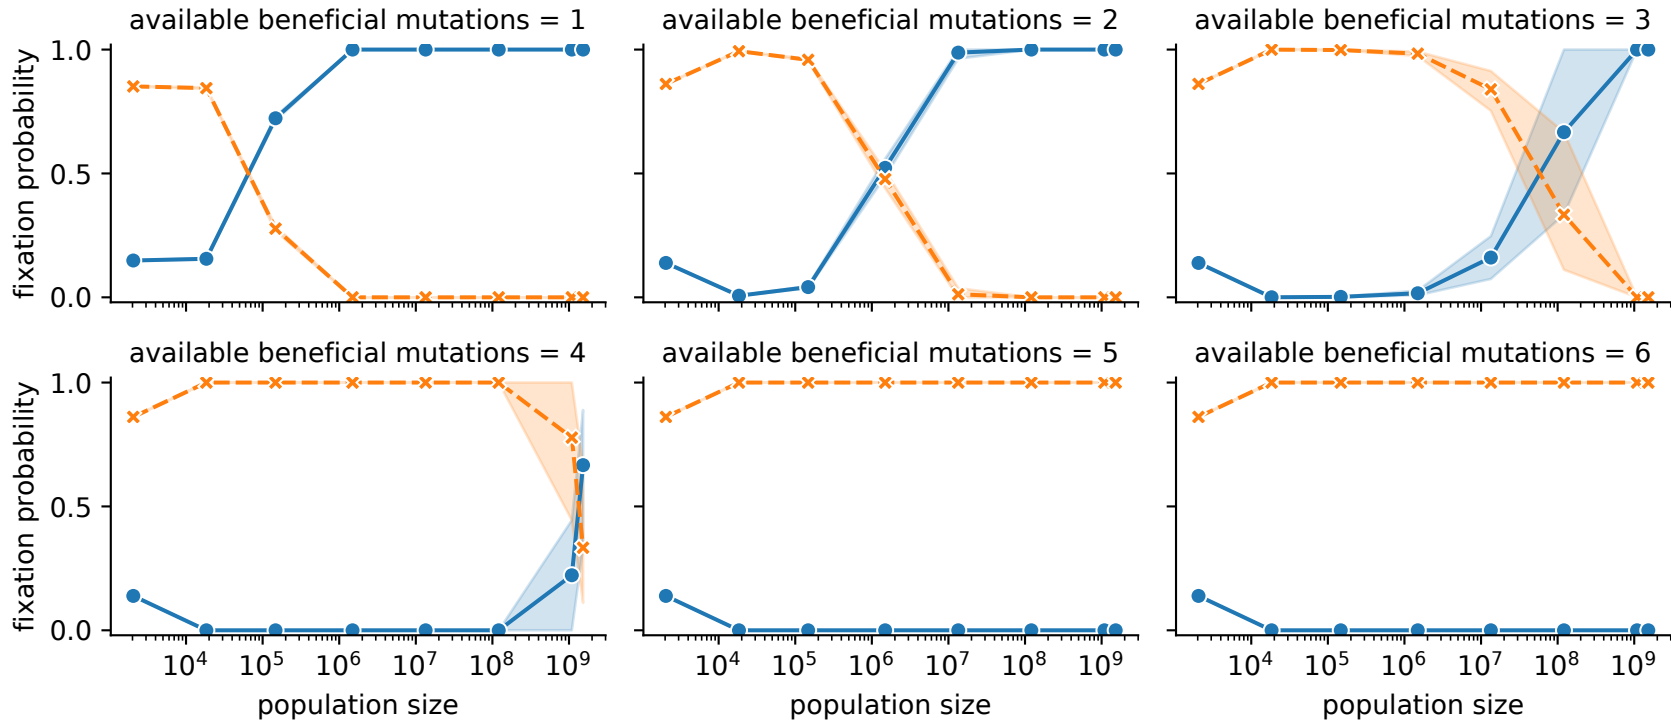 available beneficial mutations = 1
available beneficial mutations = 2
available beneficial mutations = 3
fixation probability
1.0
0.5
0.0
10⁴ 10⁵ 10⁶ 10⁷ 10⁸ 10⁹
10⁴ 10⁵ 10⁶ 10⁷ 10⁸ 10⁹
available beneficial mutations = 4
available beneficial mutations = 5
available beneficial mutations = 6
fixation probability
1.0
0.5
0.0
10⁴ 10⁵ 10⁶ 10⁷ 10⁸ 10⁹
population size
population size
population size